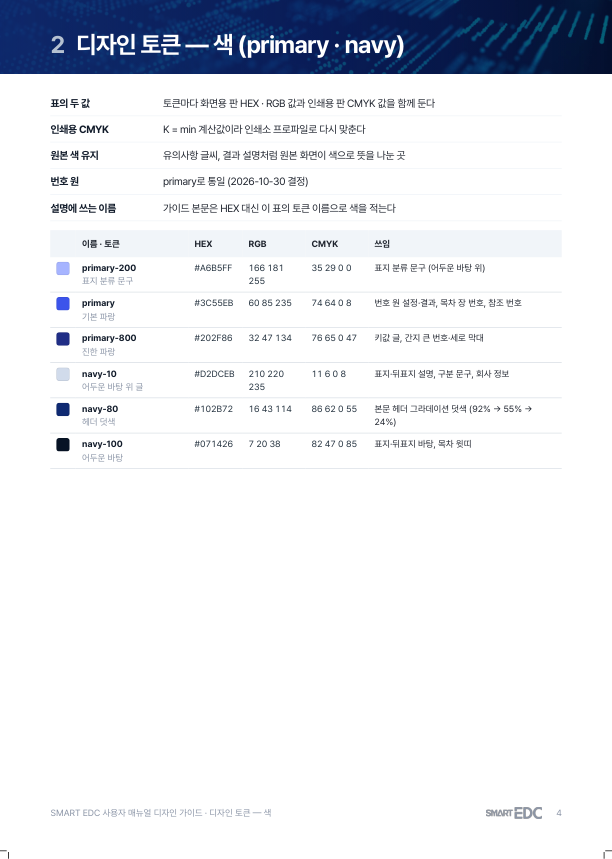 2 디자인 토큰 — 색 (primary · navy)
표의 두 값 토큰마다 화면용 판 HEX · RGB 값과 인쇄용 판 CMYK 값을 함께 둔다
인쇄용 CMYK K = min 계산값이라 인쇄소 프로파일로 다시 맞춘다
원본 색 유지 유의사항 글씨, 결과 설명처럼 원본 화면이 색으로 뜻을 나눈 곳
번호 원 primary로 통일 (2026-10-30 결정)
설명에 쓰는 이름 가이드 본문은 HEX 대신 이 표의 토큰 이름으로 색을 적는다
이름 · 토큰 HEX RGB CMYK 쓰임
primary-200 #A6B5FF 166 181 255 35 29 0 0 표지 분류 문구 (어두운 바탕 위)
표지 분류 문구
primary #3C55EB 60 85 235 74 64 0 8 번호 원 설정·결과, 목차 장 번호, 참조 번호
기본 파랑
primary-800 #202F86 32 47 134 76 65 0 47 키값 글, 간지 큰 번호·세로 막대
진한 파랑
navy-10 #D2DCEB 210 220 235 11 6 0 8 표지·뒤표지 설명, 구분 문구, 회사 정보
어두운 바탕 위 글
navy-80 #102B72 16 43 114 86 62 0 55 본문 헤더 그라데이션 덧색 (92% → 55% → 24%)
헤더 덧색
navy-100 #071426 7 20 38 82 47 0 85 표지·뒤표지 바탕, 목차 윗띠
어두운 바탕
SMART EDC 사용자 매뉴얼 디자인 가이드 · 디자인 토큰 — 색 SMART EDC 4